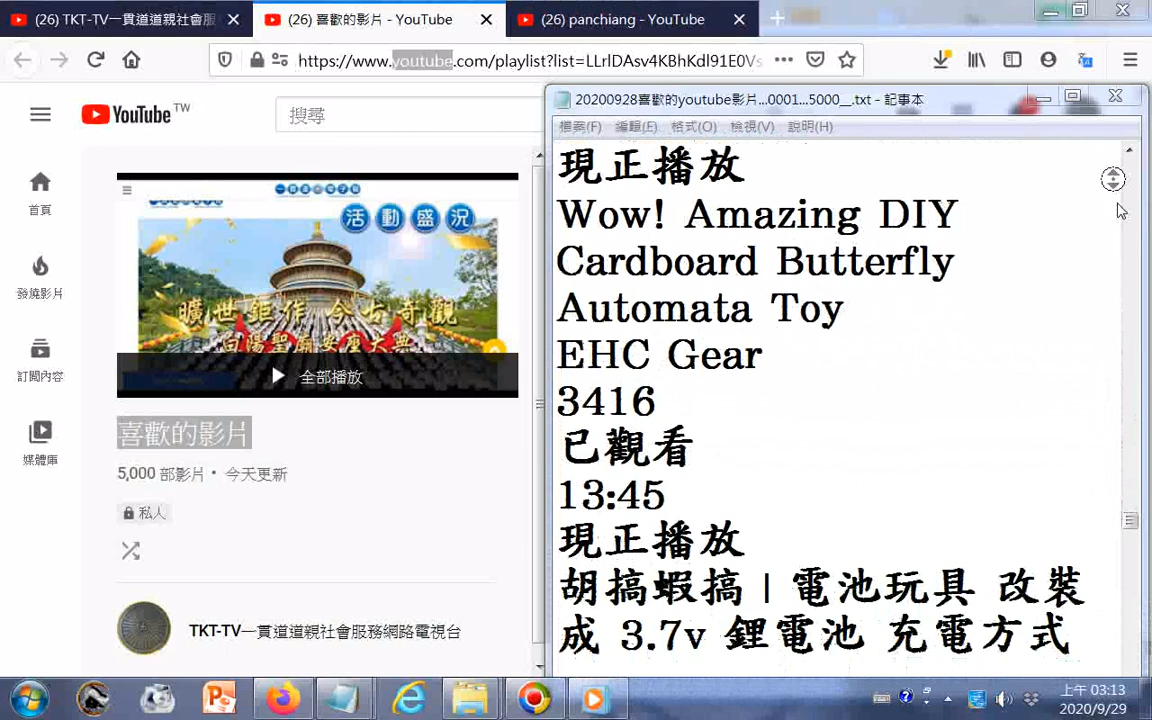 (26) TKT-TV一貫道道親社會服
(26) 喜歡的影片 - YouTube
(26) panchiang - YouTube
https://www.youtube.com/playlist?list=LLrlDAsv4KBhKdl91E0Vs
YouTube TW
搜尋
首頁
發燒影片
訂閱內容
媒體庫
活動盛況
曠世鉅作 今古奇觀
全部播放
喜歡的影片
5,000 部影片・今天更新
私人
TKT-TV一貫道道親社會服務網路電視台
20200928喜歡的youtube影片...0001...5000__.txt - 記事本
檔案(F) 編輯(E) 格式(O) 檢視(V) 說明(H)
現正播放
Wow! Amazing DIY
Cardboard Butterfly
Automata Toy
EHC Gear
3416
已觀看
13:45
現正播放
胡搞蝦搞 | 電池玩具 改裝
成 3.7v 鋰電池 充電方式
上午 03:13
2020/9/29